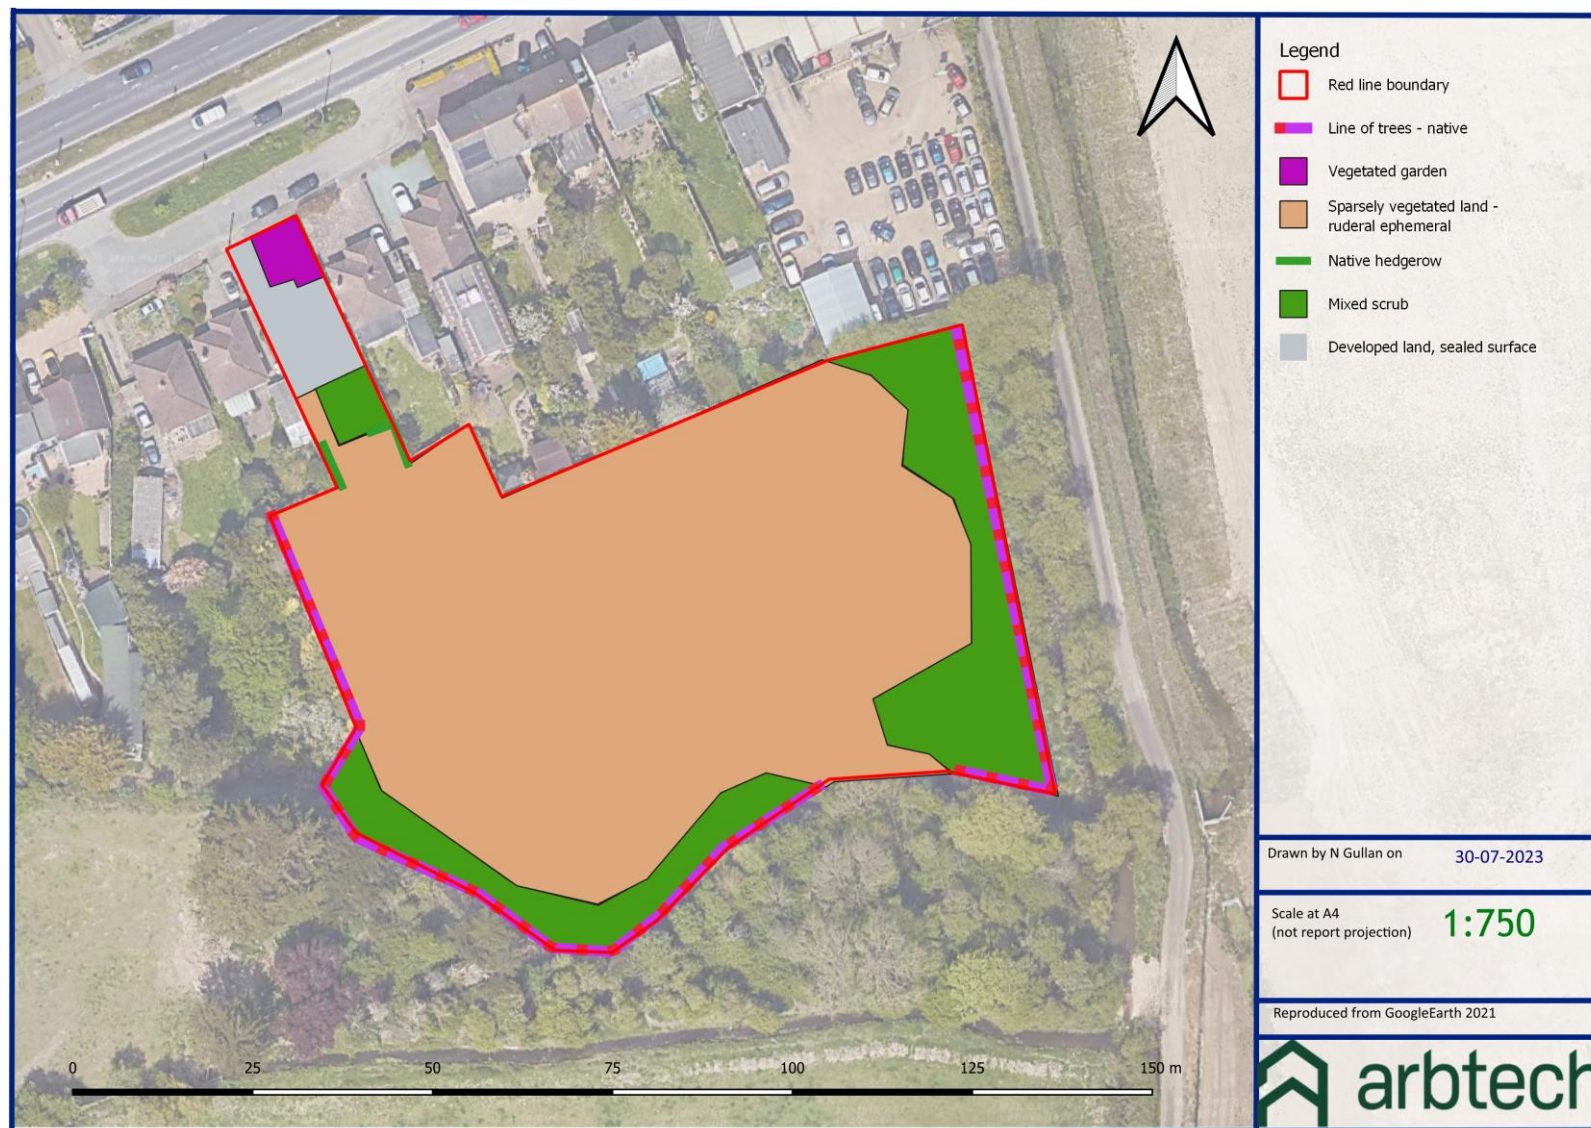 Legend
Red line boundary
Line of trees - native
Vegetated garden
Sparsely vegetated land -
ruderal ephemeral
Native hedgerow
Mixed scrub
Developed land, sealed surface
Drawn by N Gullan on 30-07-2023
Scale at A4
(not report projection) 1:750
Reproduced from GoogleEarth 2021
arbtech
0 25 50 75 100 125 150 m